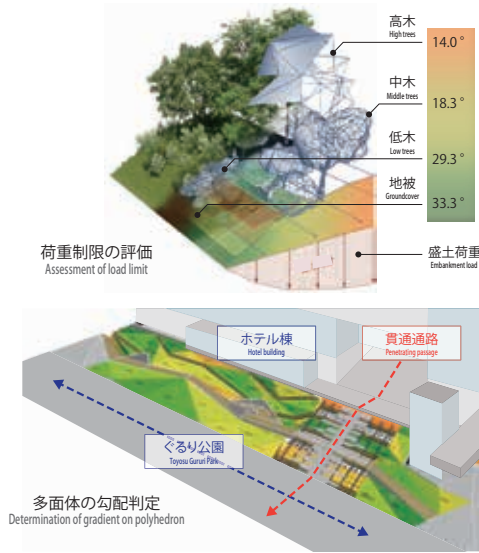 高木
High trees
14.0°
中木
Middle trees
18.3°
低木
Low trees
29.3°
地被
Groundcover
33.3°
荷重制限の評価
Assessment of load limit
盛土荷重
Embankment load
ホテル棟
Hotel building
貫通通路
Penetrating passage
ぐるり公園
Toyosu Gururi Park
多面体の勾配判定
Determination of gradient on polyhedron